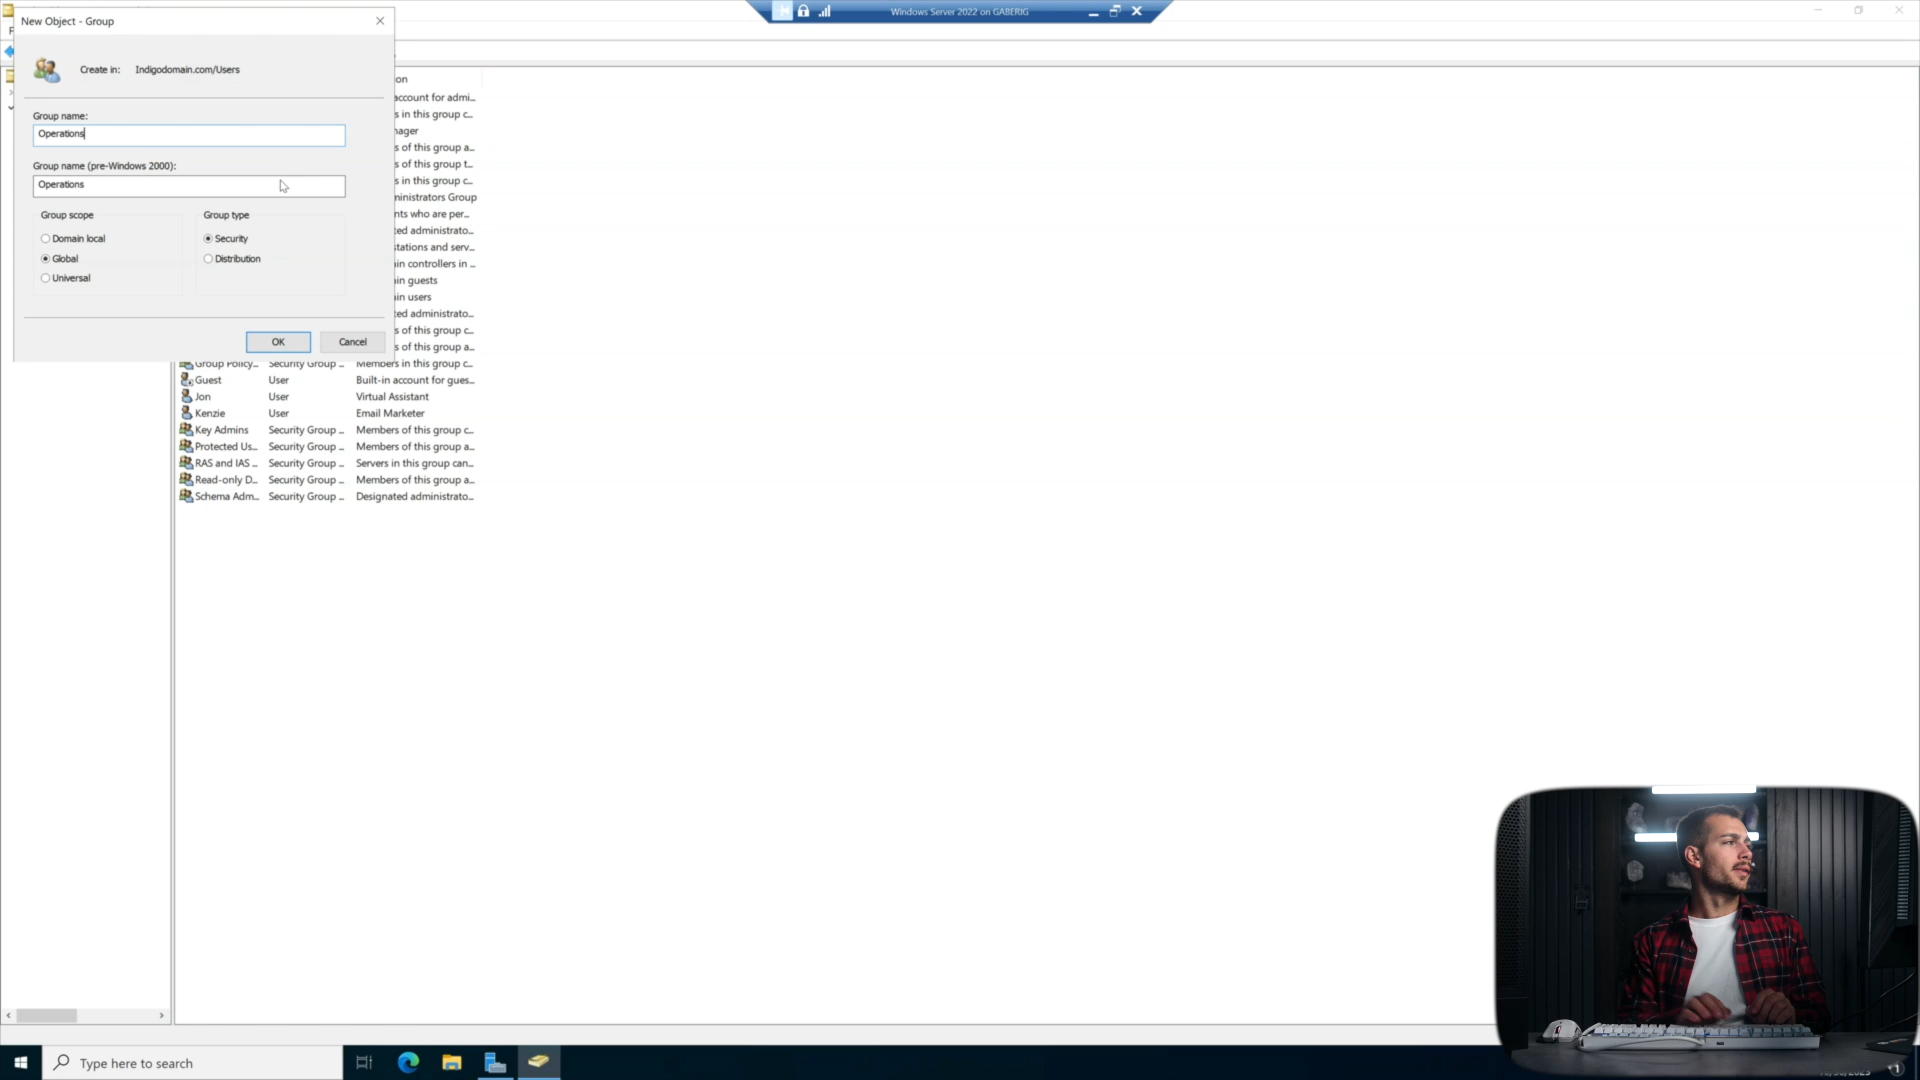 New Object - Group
Windows Server 2022 on GABERIG
Create in: Indigodomain.com/Users
Group name:
Operations
Group name (pre-Windows 2000):
Operations
Group scope
Domain local
Global
Universal
Group type
Security
Distribution
OK
Cancel
on
account for admi...
s in this group c...
nager
s of this group a...
s of this group t...
s in this group c...
ministrators Group
nts who are per...
ted administrato...
stations and serv...
in controllers in ...
in guests
in users
ted administrato...
s of this group c...
s of this group a...
Group Policy... Security Group ... Members in this group c...
Guest User Built-in account for gues...
Jon User Virtual Assistant
Kenzie User Email Marketer
Key Admins Security Group ... Members of this group c...
Protected Us... Security Group ... Members of this group a...
RAS and IAS ... Security Group ... Servers in this group can...
Read-only D... Security Group ... Members of this group a...
Schema Adm... Security Group ... Designated administrato...
Type here to search